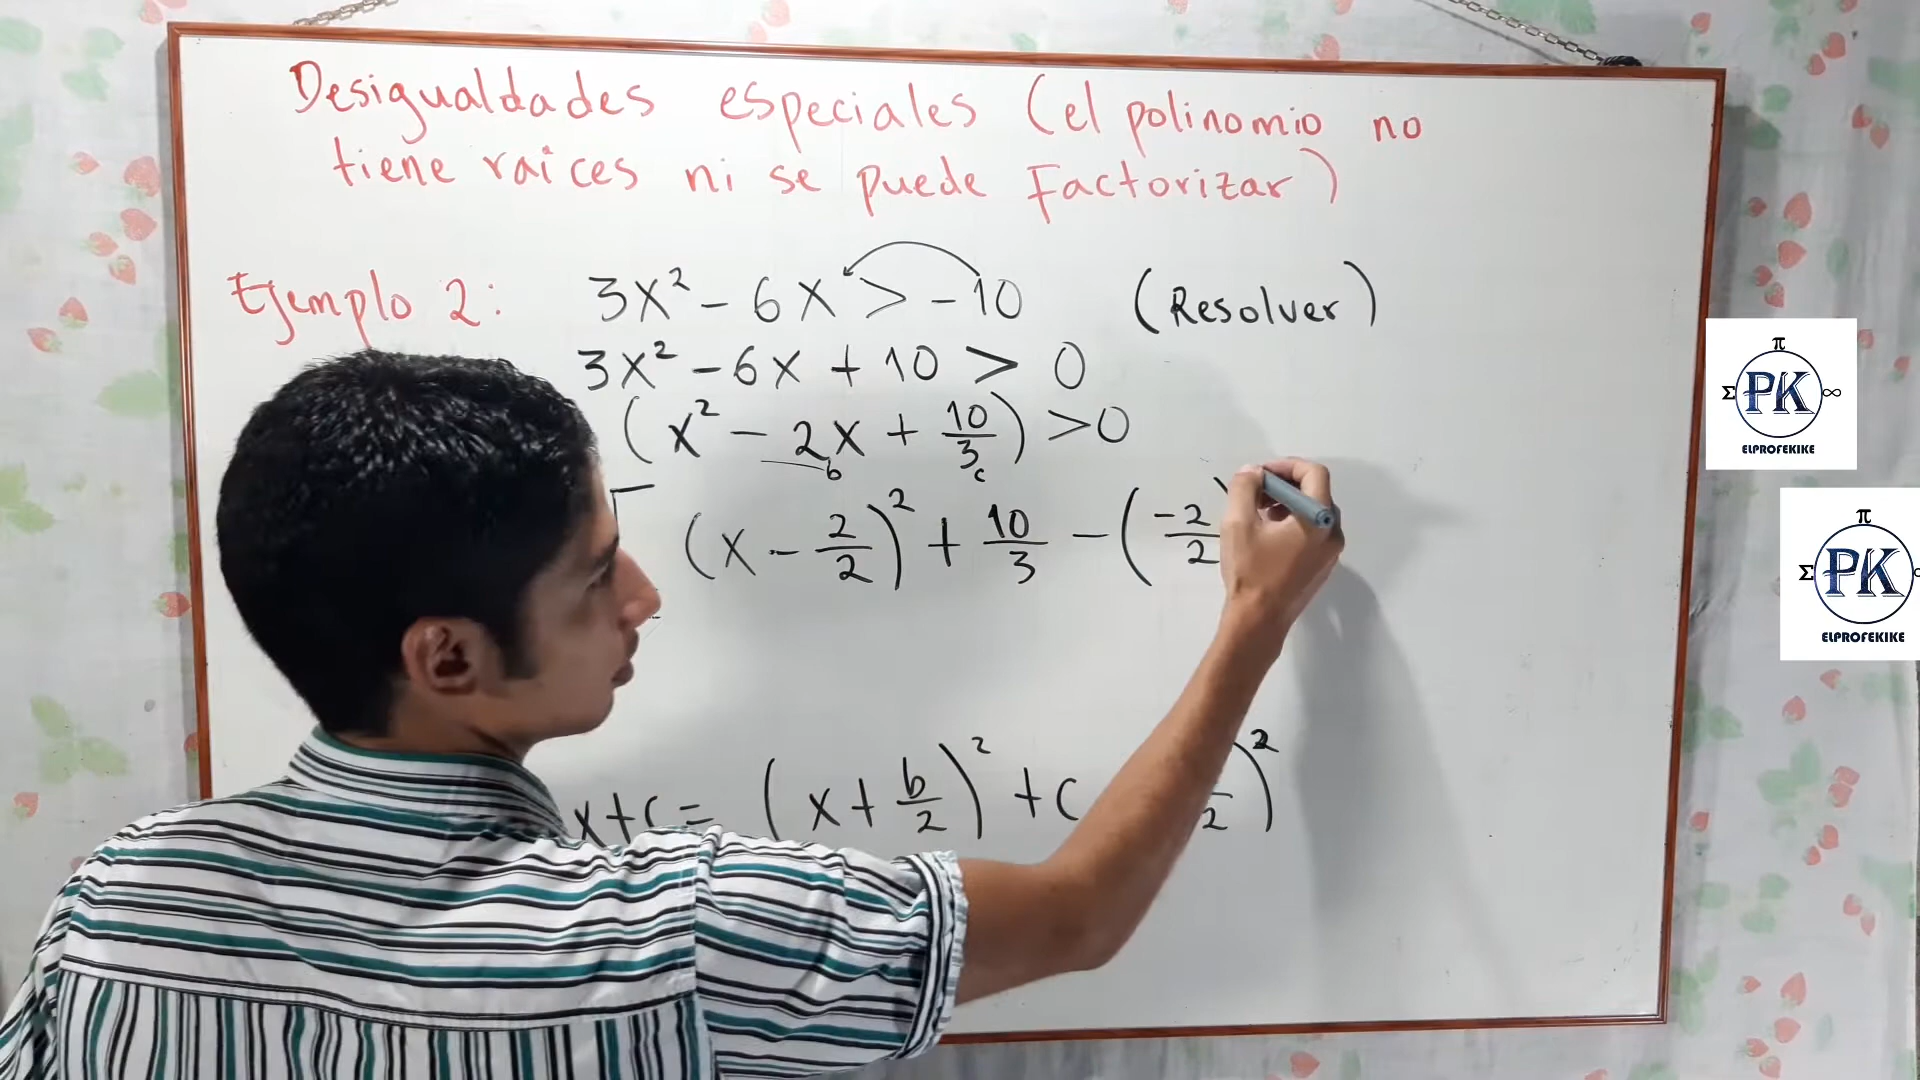 Desigualdades especiales (el polinomio no
tiene raíces ni se puede Factorizar)
Ejemplo 2: 3x² - 6x > -10 (Resolver)
3x² - 6x + 10 > 0
(x² - 2x + 10/3) > 0
b c
[ (x - 2/2)² + 10/3 - (-2/2)
x + c = (x + b/2)² + c 2)²
π
Σ PK ∞
ELPROFEKIKE
π
Σ PK
ELPROFEKIKE